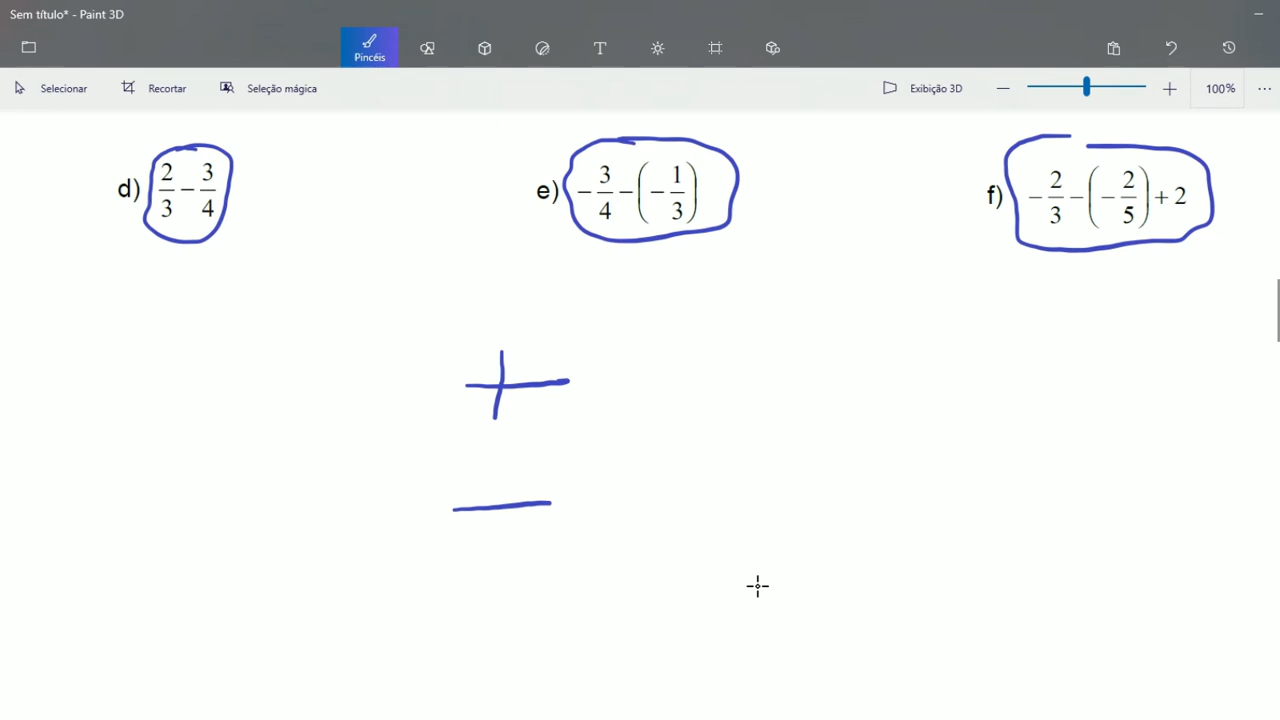 Sem título* - Paint 3D
Pincéis
Selecionar Recortar Seleção mágica Exibição 3D 100%
d) 2/3 − 3/4
e) −3/4 − (−1/3)
f) −2/3 − (−2/5) + 2
+
−